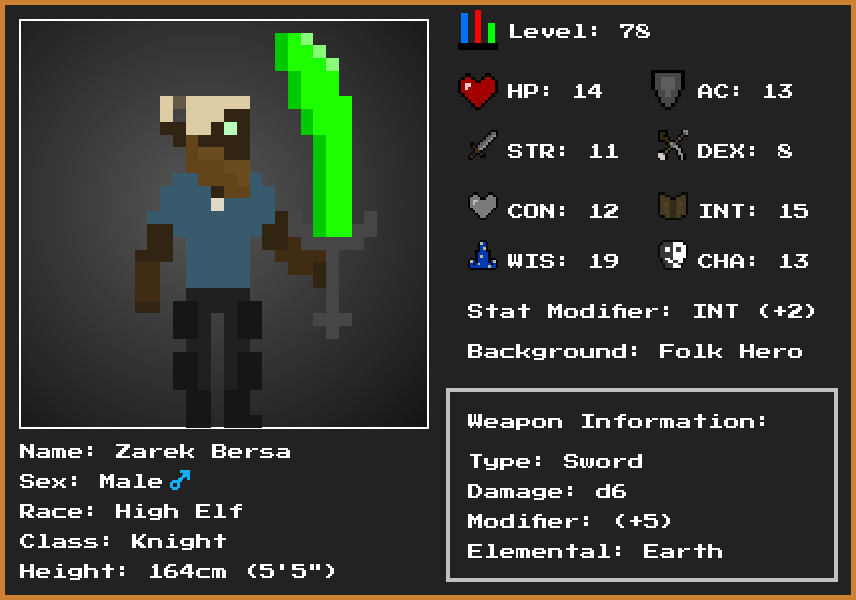 Level: 78
HP: 14
AC: 13
STR: 11
DEX: 8
CON: 12
INT: 15
WIS: 19
CHA: 13
Stat Modifier: INT (+2)
Background: Folk Hero
Weapon Information:
Type: Sword
Damage: d6
Modifier: (+5)
Elemental: Earth
Name: Zarek Bersa
Sex: Male ♂
Race: High Elf
Class: Knight
Height: 164cm (5'5")